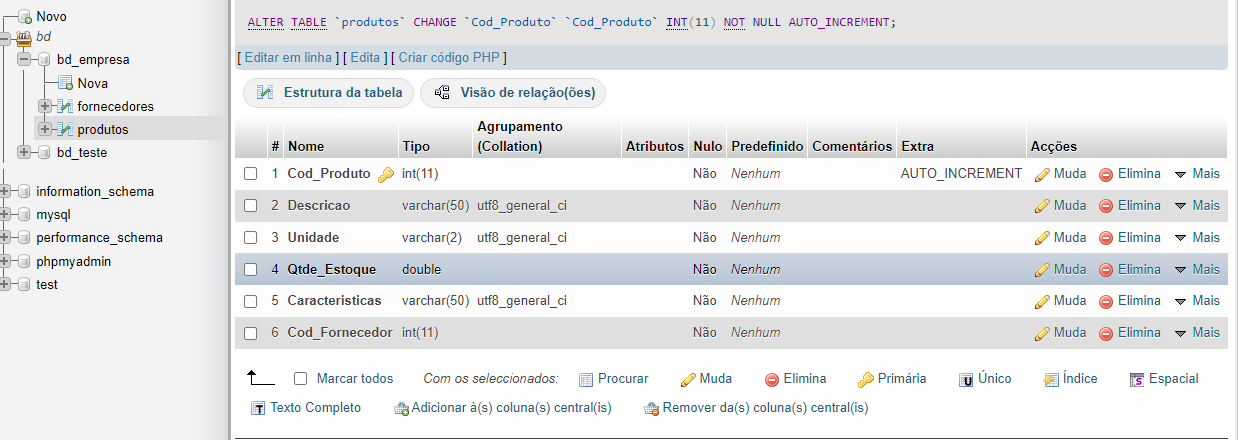 Novo
bd
bd_empresa
Nova
fornecedores
produtos
bd_teste
information_schema
mysql
performance_schema
phpmyadmin
test
ALTER TABLE `produtos` CHANGE `Cod_Produto` `Cod_Produto` INT(11) NOT NULL AUTO_INCREMENT;
[ Editar em linha ] [ Edita ] [ Criar código PHP ]
Estrutura da tabela Visão de relação(ões)
# Nome Tipo Agrupamento (Collation) Atributos Nulo Predefinido Comentários Extra Acções
1 Cod_Produto int(11) Não Nenhum AUTO_INCREMENT Muda Elimina Mais
2 Descricao varchar(50) utf8_general_ci Não Nenhum Muda Elimina Mais
3 Unidade varchar(2) utf8_general_ci Não Nenhum Muda Elimina Mais
4 Qtde_Estoque double Não Nenhum Muda Elimina Mais
5 Caracteristicas varchar(50) utf8_general_ci Não Nenhum Muda Elimina Mais
6 Cod_Fornecedor int(11) Não Nenhum Muda Elimina Mais
Marcar todos Com os seleccionados: Procurar Muda Elimina Primária U Único Índice S Espacial
T Texto Completo Adicionar à(s) coluna(s) central(is) Remover da(s) coluna(s) central(is)